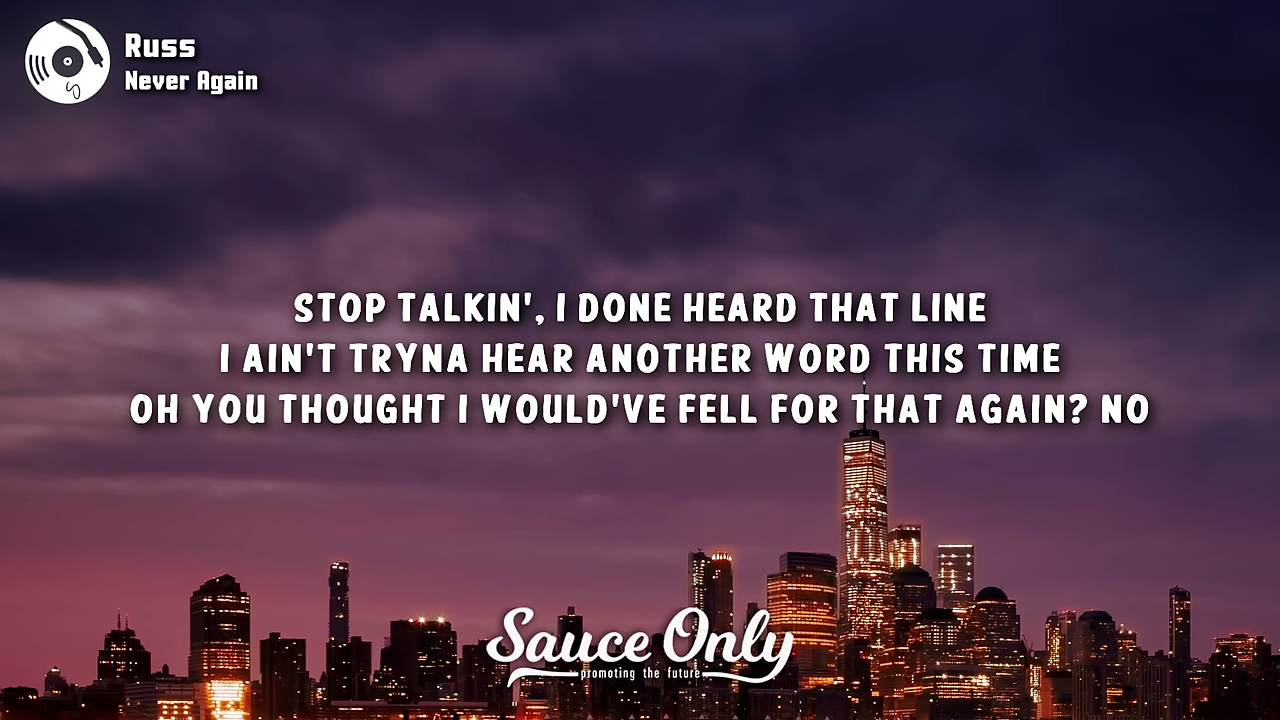 Russ
Never Again
STOP TALKIN', I DONE HEARD THAT LINE
I AIN'T TRYNA HEAR ANOTHER WORD THIS TIME
OH YOU THOUGHT I WOULD'VE FELL FOR THAT AGAIN? NO
Sauce Only
promoting the future